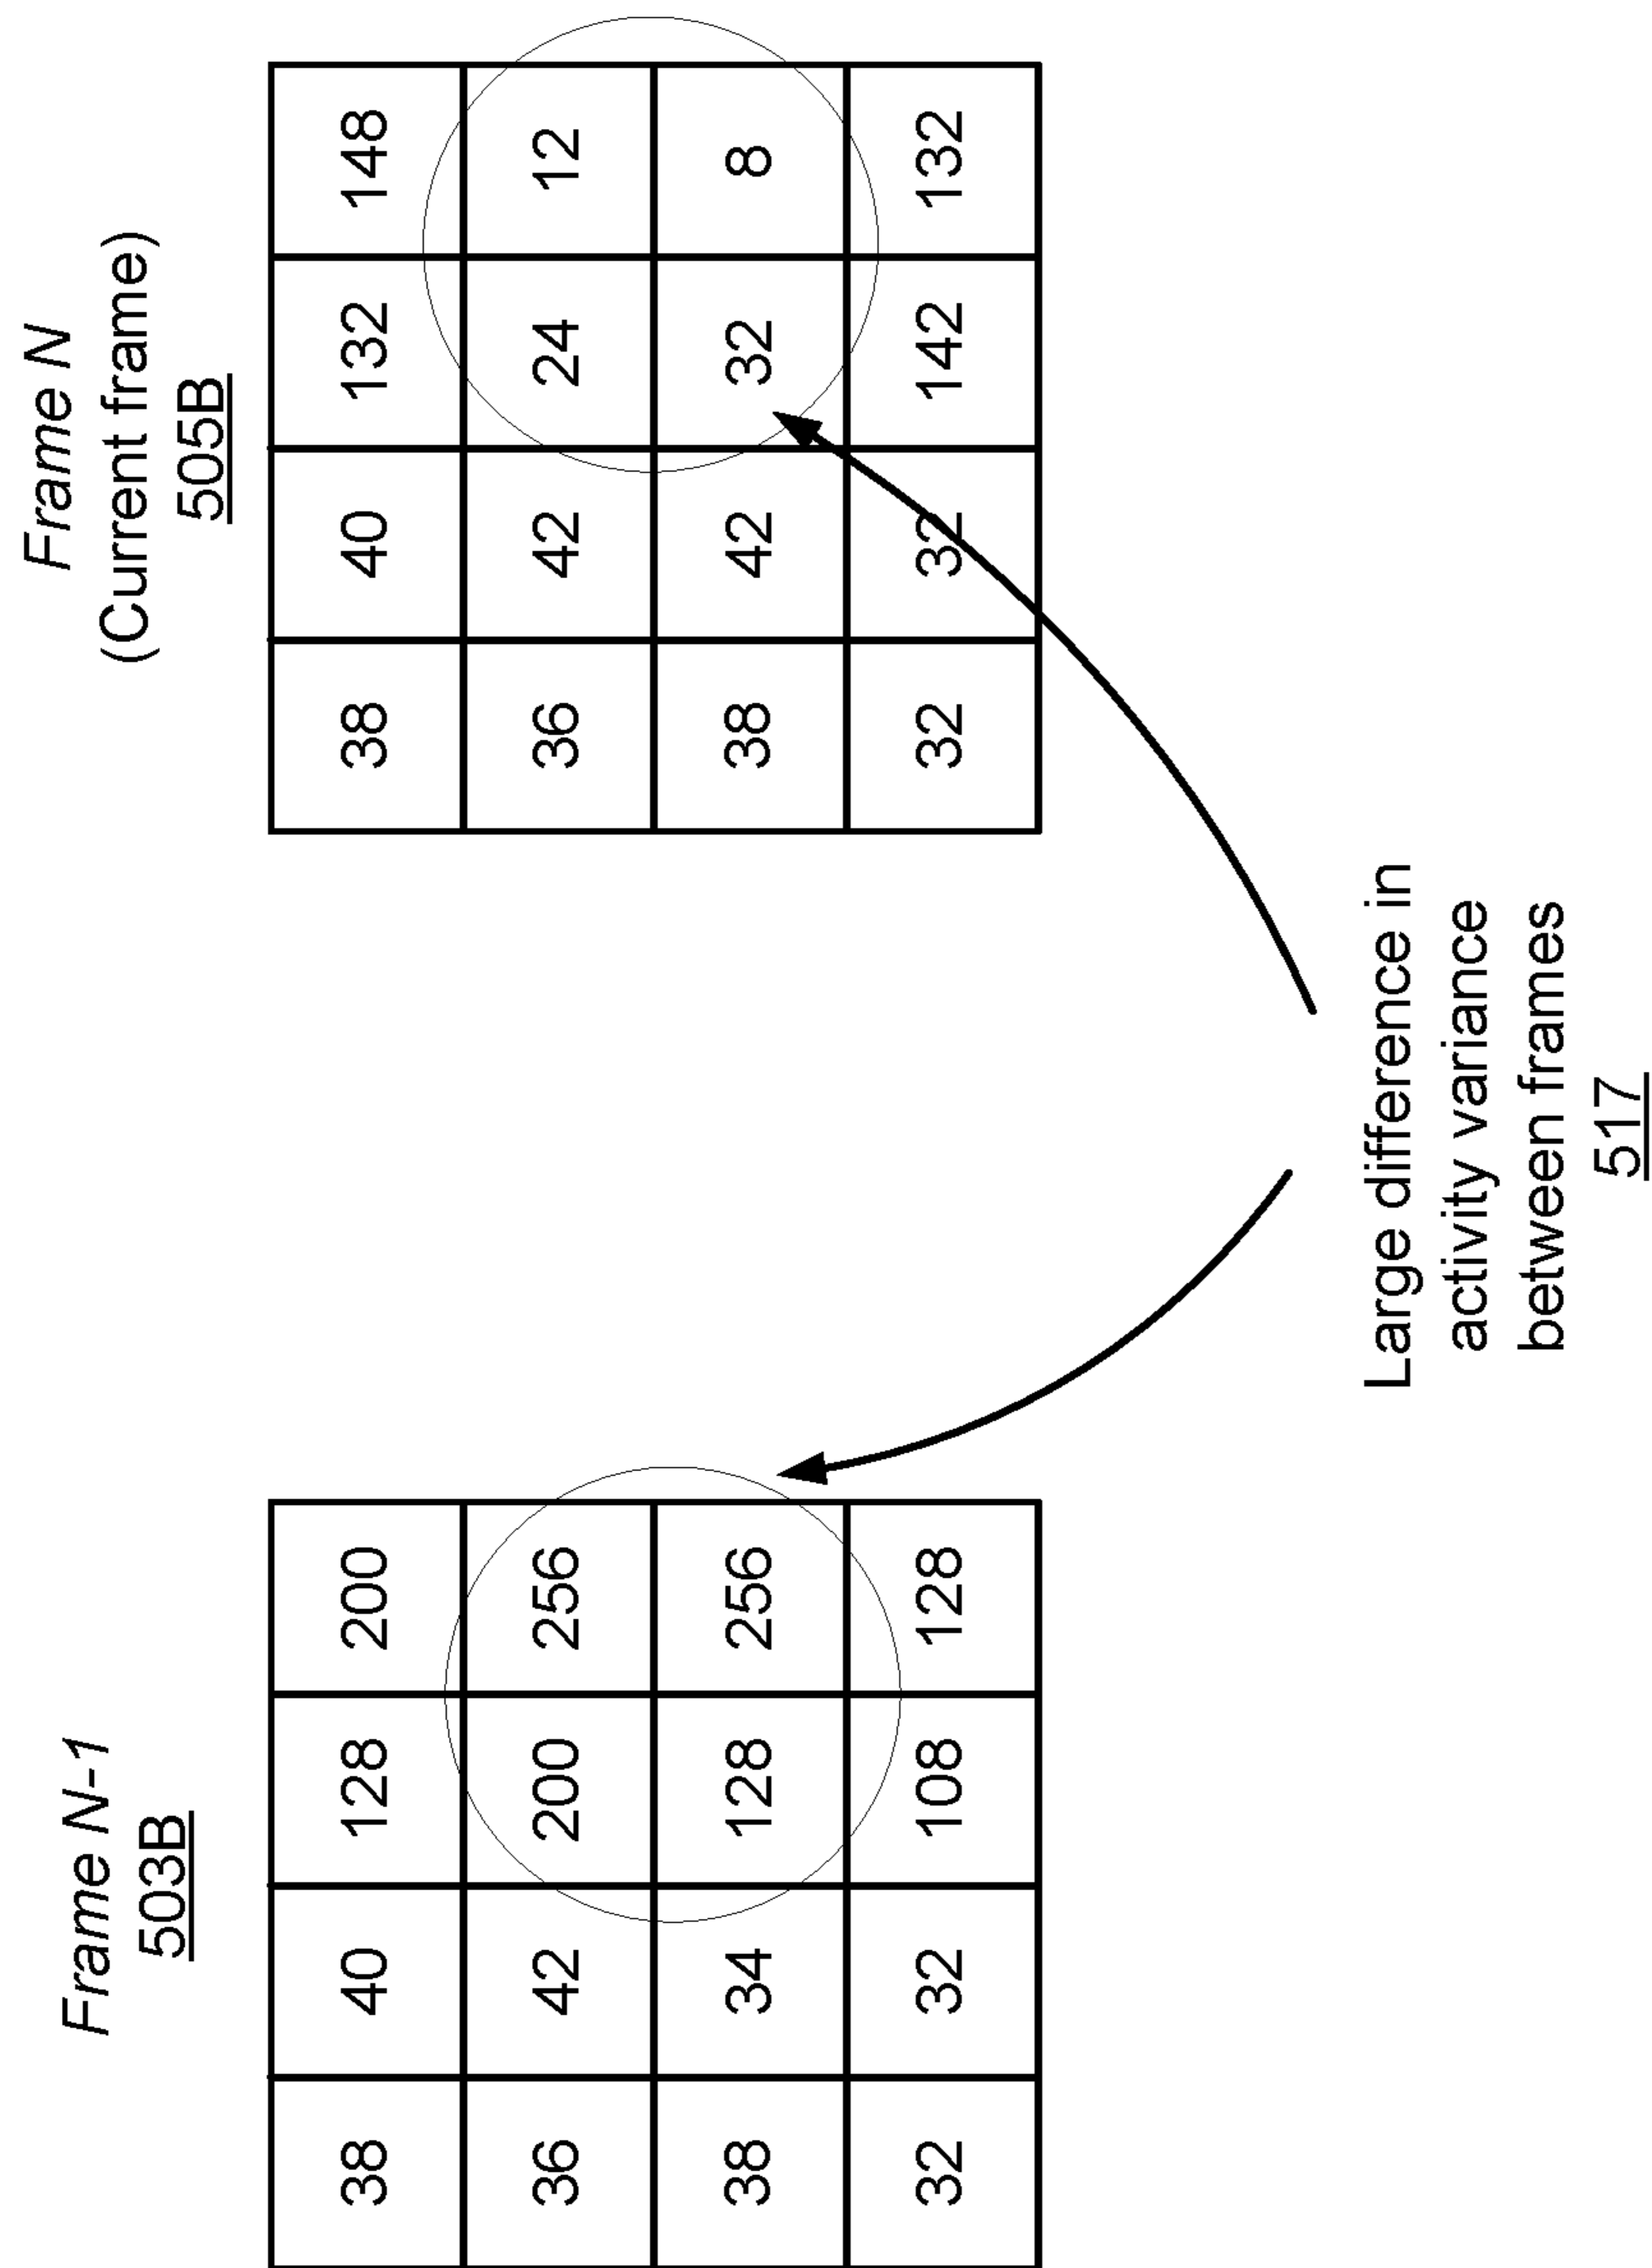 Frame N-1
503B
38 40 128 200
36 42 200 256
38 34 128 256
32 32 108 128
Frame N
(Current frame)
505B
38 40 132 148
36 42 24 12
38 42 32 8
32 32 142 132
Large difference in
activity variance
between frames
517